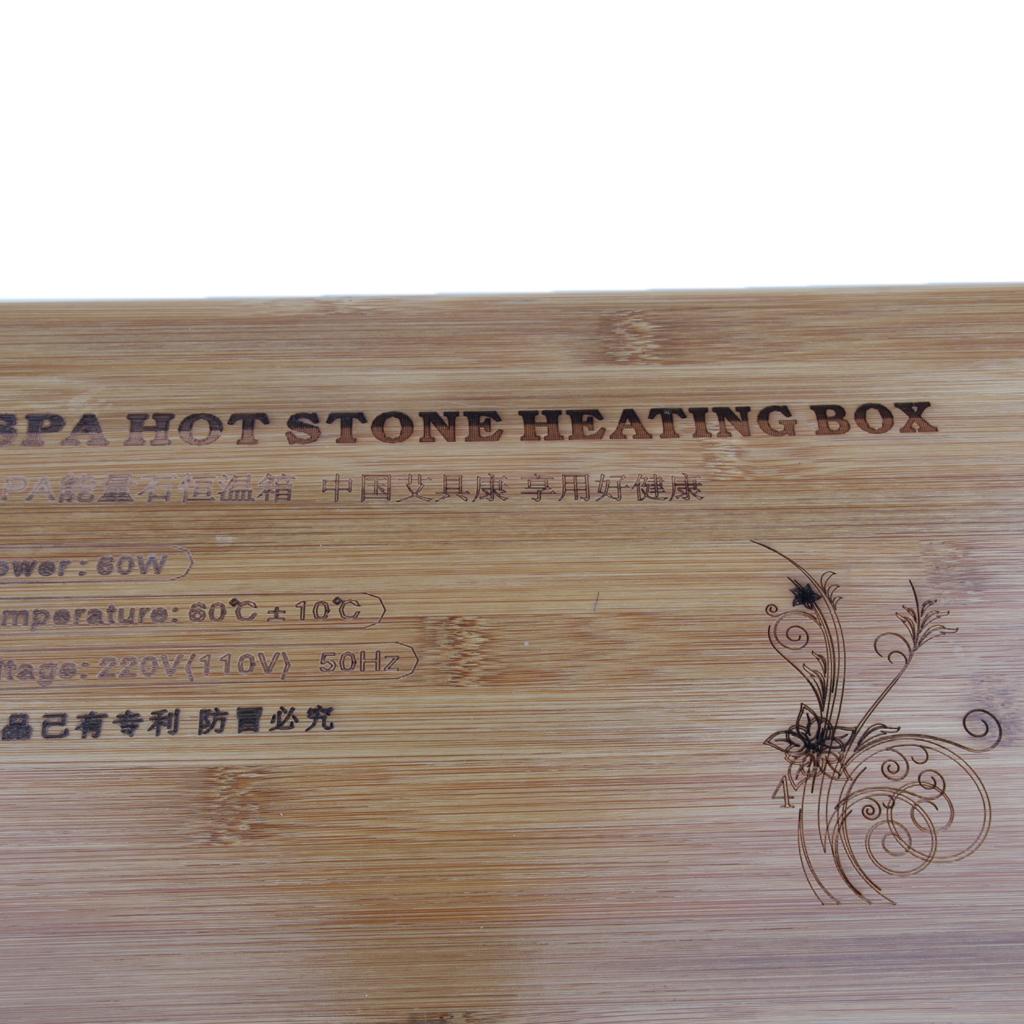 SPA HOT STONE HEATING BOX
PA能量石恒温箱 中国艾具康 享用好健康
ower: 60W
mperature: 60℃ ± 10℃
ltage: 220V(110V) 50Hz
品已有专利 防冒必究
4